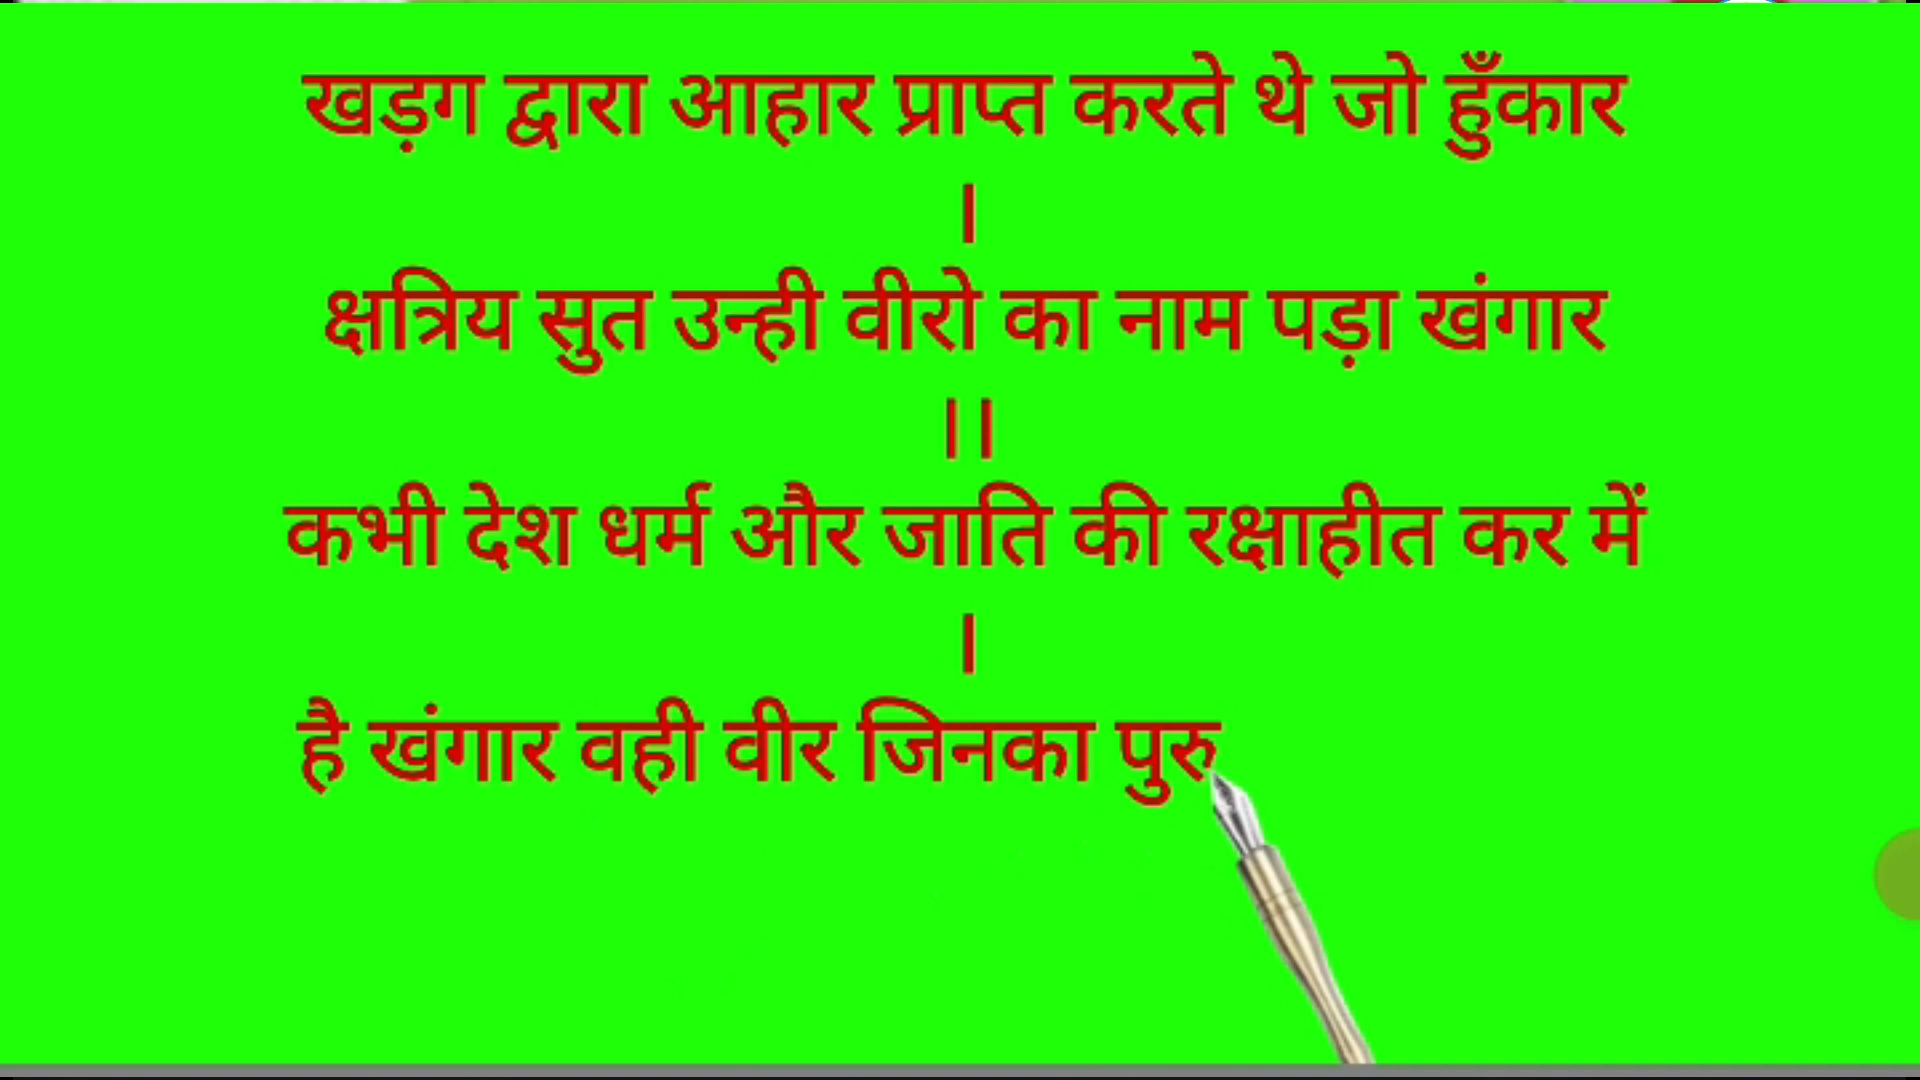 खड़ग द्वारा आहार प्राप्त करते थे जो हुँकार
।
क्षत्रिय सुत उन्ही वीरो का नाम पड़ा खंगार
।।
कभी देश धर्म और जाति की रक्षाहीत कर में
।
है खंगार वही वीर जिनका पुरु